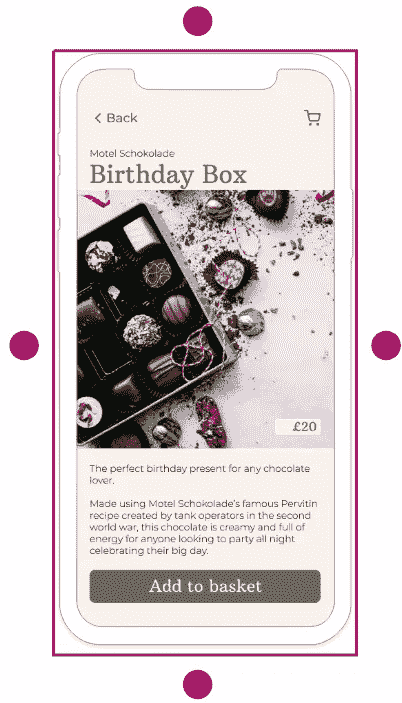 Back
Motel Schokolade
Birthday Box
£20
The perfect birthday present for any chocolate
lover.
Made using Motel Schokolade's famous Pervitin
recipe created by tank operators in the second
world war, this chocolate is creamy and full of
energy for anyone looking to party all night
celebrating their big day.
Add to basket